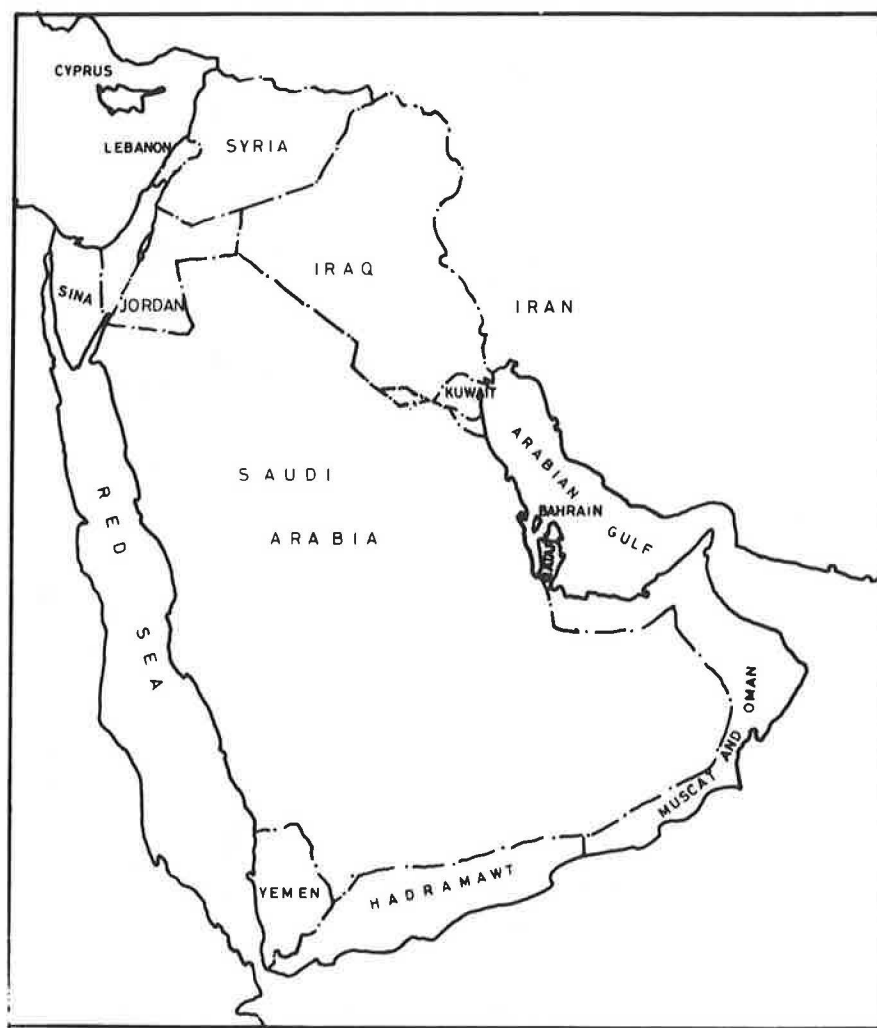 CYPRUS
LEBANON
SYRIA
IRAQ
IRAN
SINA
JORDAN
KUWAIT
SAUDI
ARABIA
ARABIAN
GULF
BAHRAIN
QATAR
RED
SEA
MUSCAT AND OMAN
YEMEN
HADRAMAWT